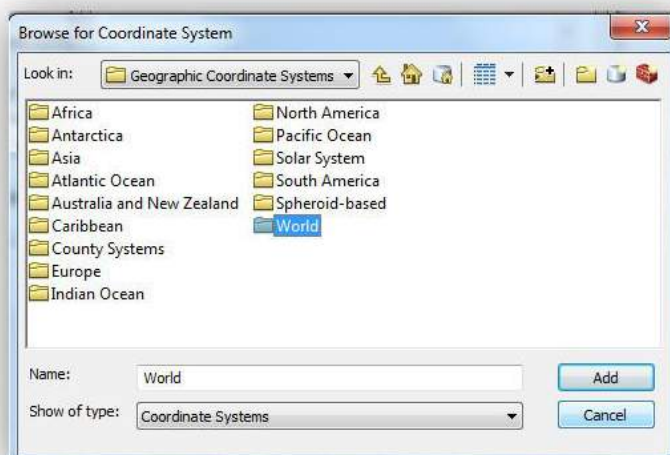 Browse for Coordinate System
Look in: Geographic Coordinate Systems
Africa
Antarctica
Asia
Atlantic Ocean
Australia and New Zealand
Caribbean
County Systems
Europe
Indian Ocean
North America
Pacific Ocean
Solar System
South America
Spheroid-based
World
Name: World Add
Show of type: Coordinate Systems Cancel